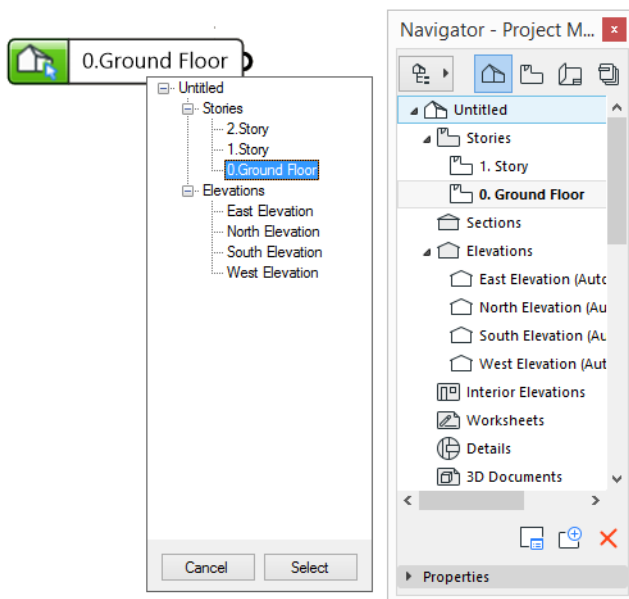 0.Ground Floor
Untitled
Stories
2.Story
1.Story
0.Ground Floor
Elevations
East Elevation
North Elevation
South Elevation
West Elevation
Cancel
Select
Navigator - Project M...
Untitled
Stories
1. Story
0. Ground Floor
Sections
Elevations
East Elevation (Auto
North Elevation (Au
South Elevation (Au
West Elevation (Aut
Interior Elevations
Worksheets
Details
3D Documents
Properties